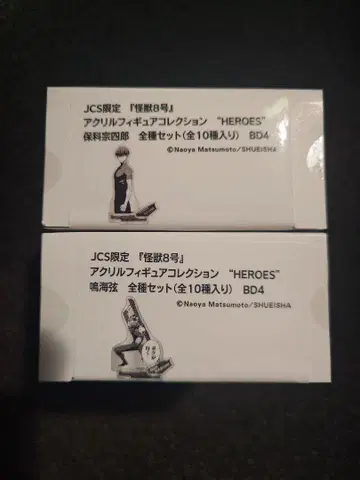 JCS限定 『怪獣8号』
アクリルフィギュアコレクション “HEROES”
保科宗四郎 全種セット(全10種入り) BD4
©Naoya Matsumoto/SHUEISHA
JCS限定 『怪獣8号』
アクリルフィギュアコレクション “HEROES”
鳴海弦 全種セット(全10種入り) BD4
©Naoya Matsumoto/SHUEISHA